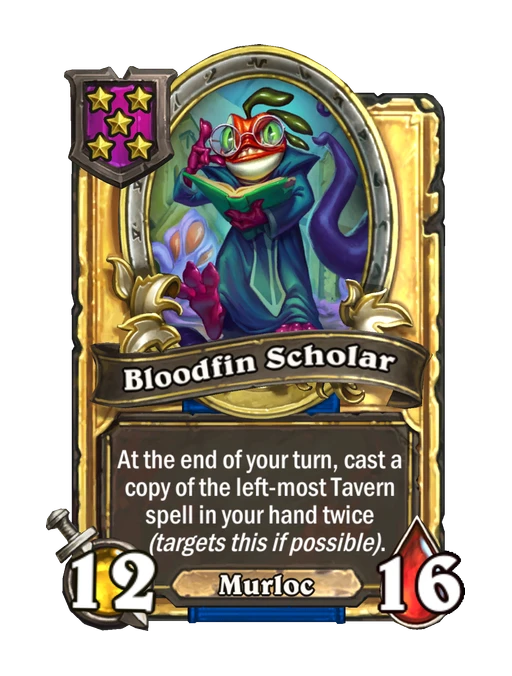 Bloodfin Scholar
At the end of your turn, cast a
copy of the left-most Tavern
spell in your hand twice
(targets this if possible).
12
Murloc
16